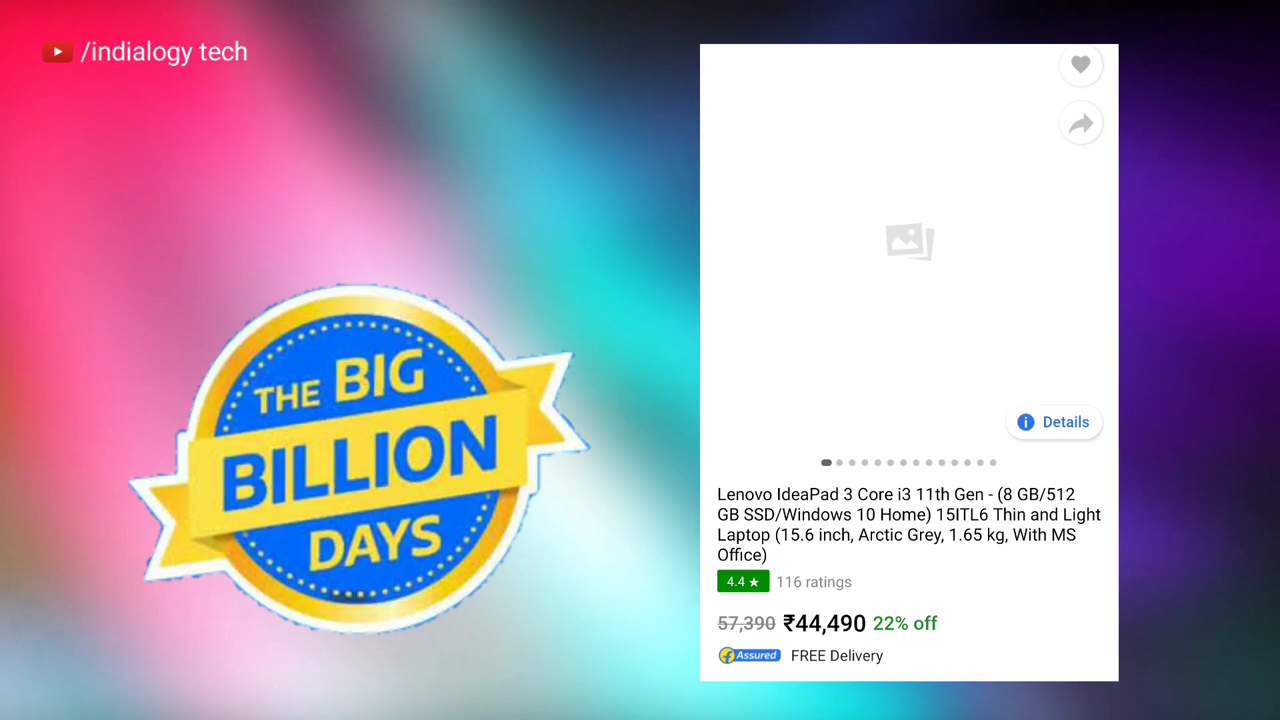 /indialogy tech
THE BIG
BILLION
DAYS
Details
Lenovo IdeaPad 3 Core i3 11th Gen - (8 GB/512
GB SSD/Windows 10 Home) 15ITL6 Thin and Light
Laptop (15.6 inch, Arctic Grey, 1.65 kg, With MS
Office)
4.4 ★ 116 ratings
57,390 ₹44,490 22% off
f Assured FREE Delivery